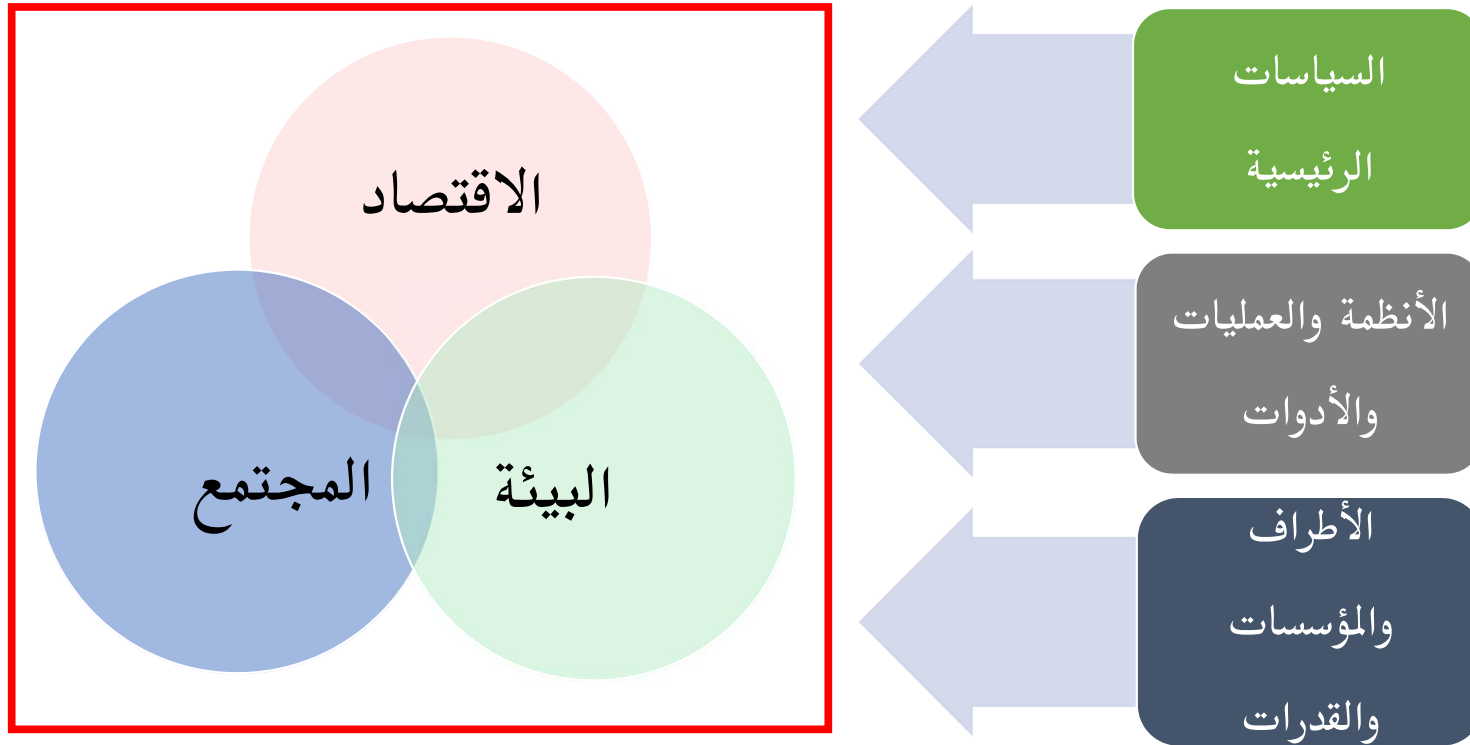 السياسات
الرئيسية
الأنظمة والعمليات
والأدوات
الأطراف
والمؤسسات
والقدرات
الاقتصاد
البيئة
المجتمع